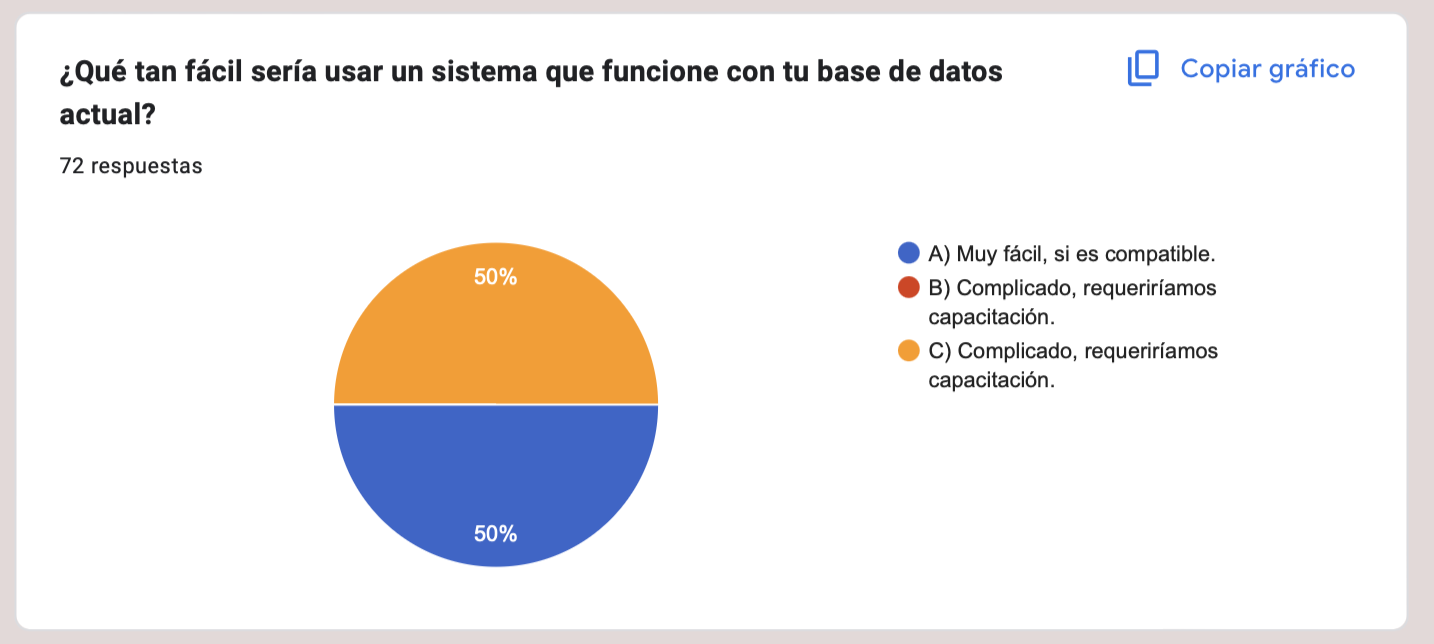 ¿Qué tan fácil sería usar un sistema que funcione con tu base de datos
actual?
Copiar gráfico
72 respuestas
50%
50%
A) Muy fácil, si es compatible.
B) Complicado, requeriríamos
capacitación.
C) Complicado, requeriríamos
capacitación.